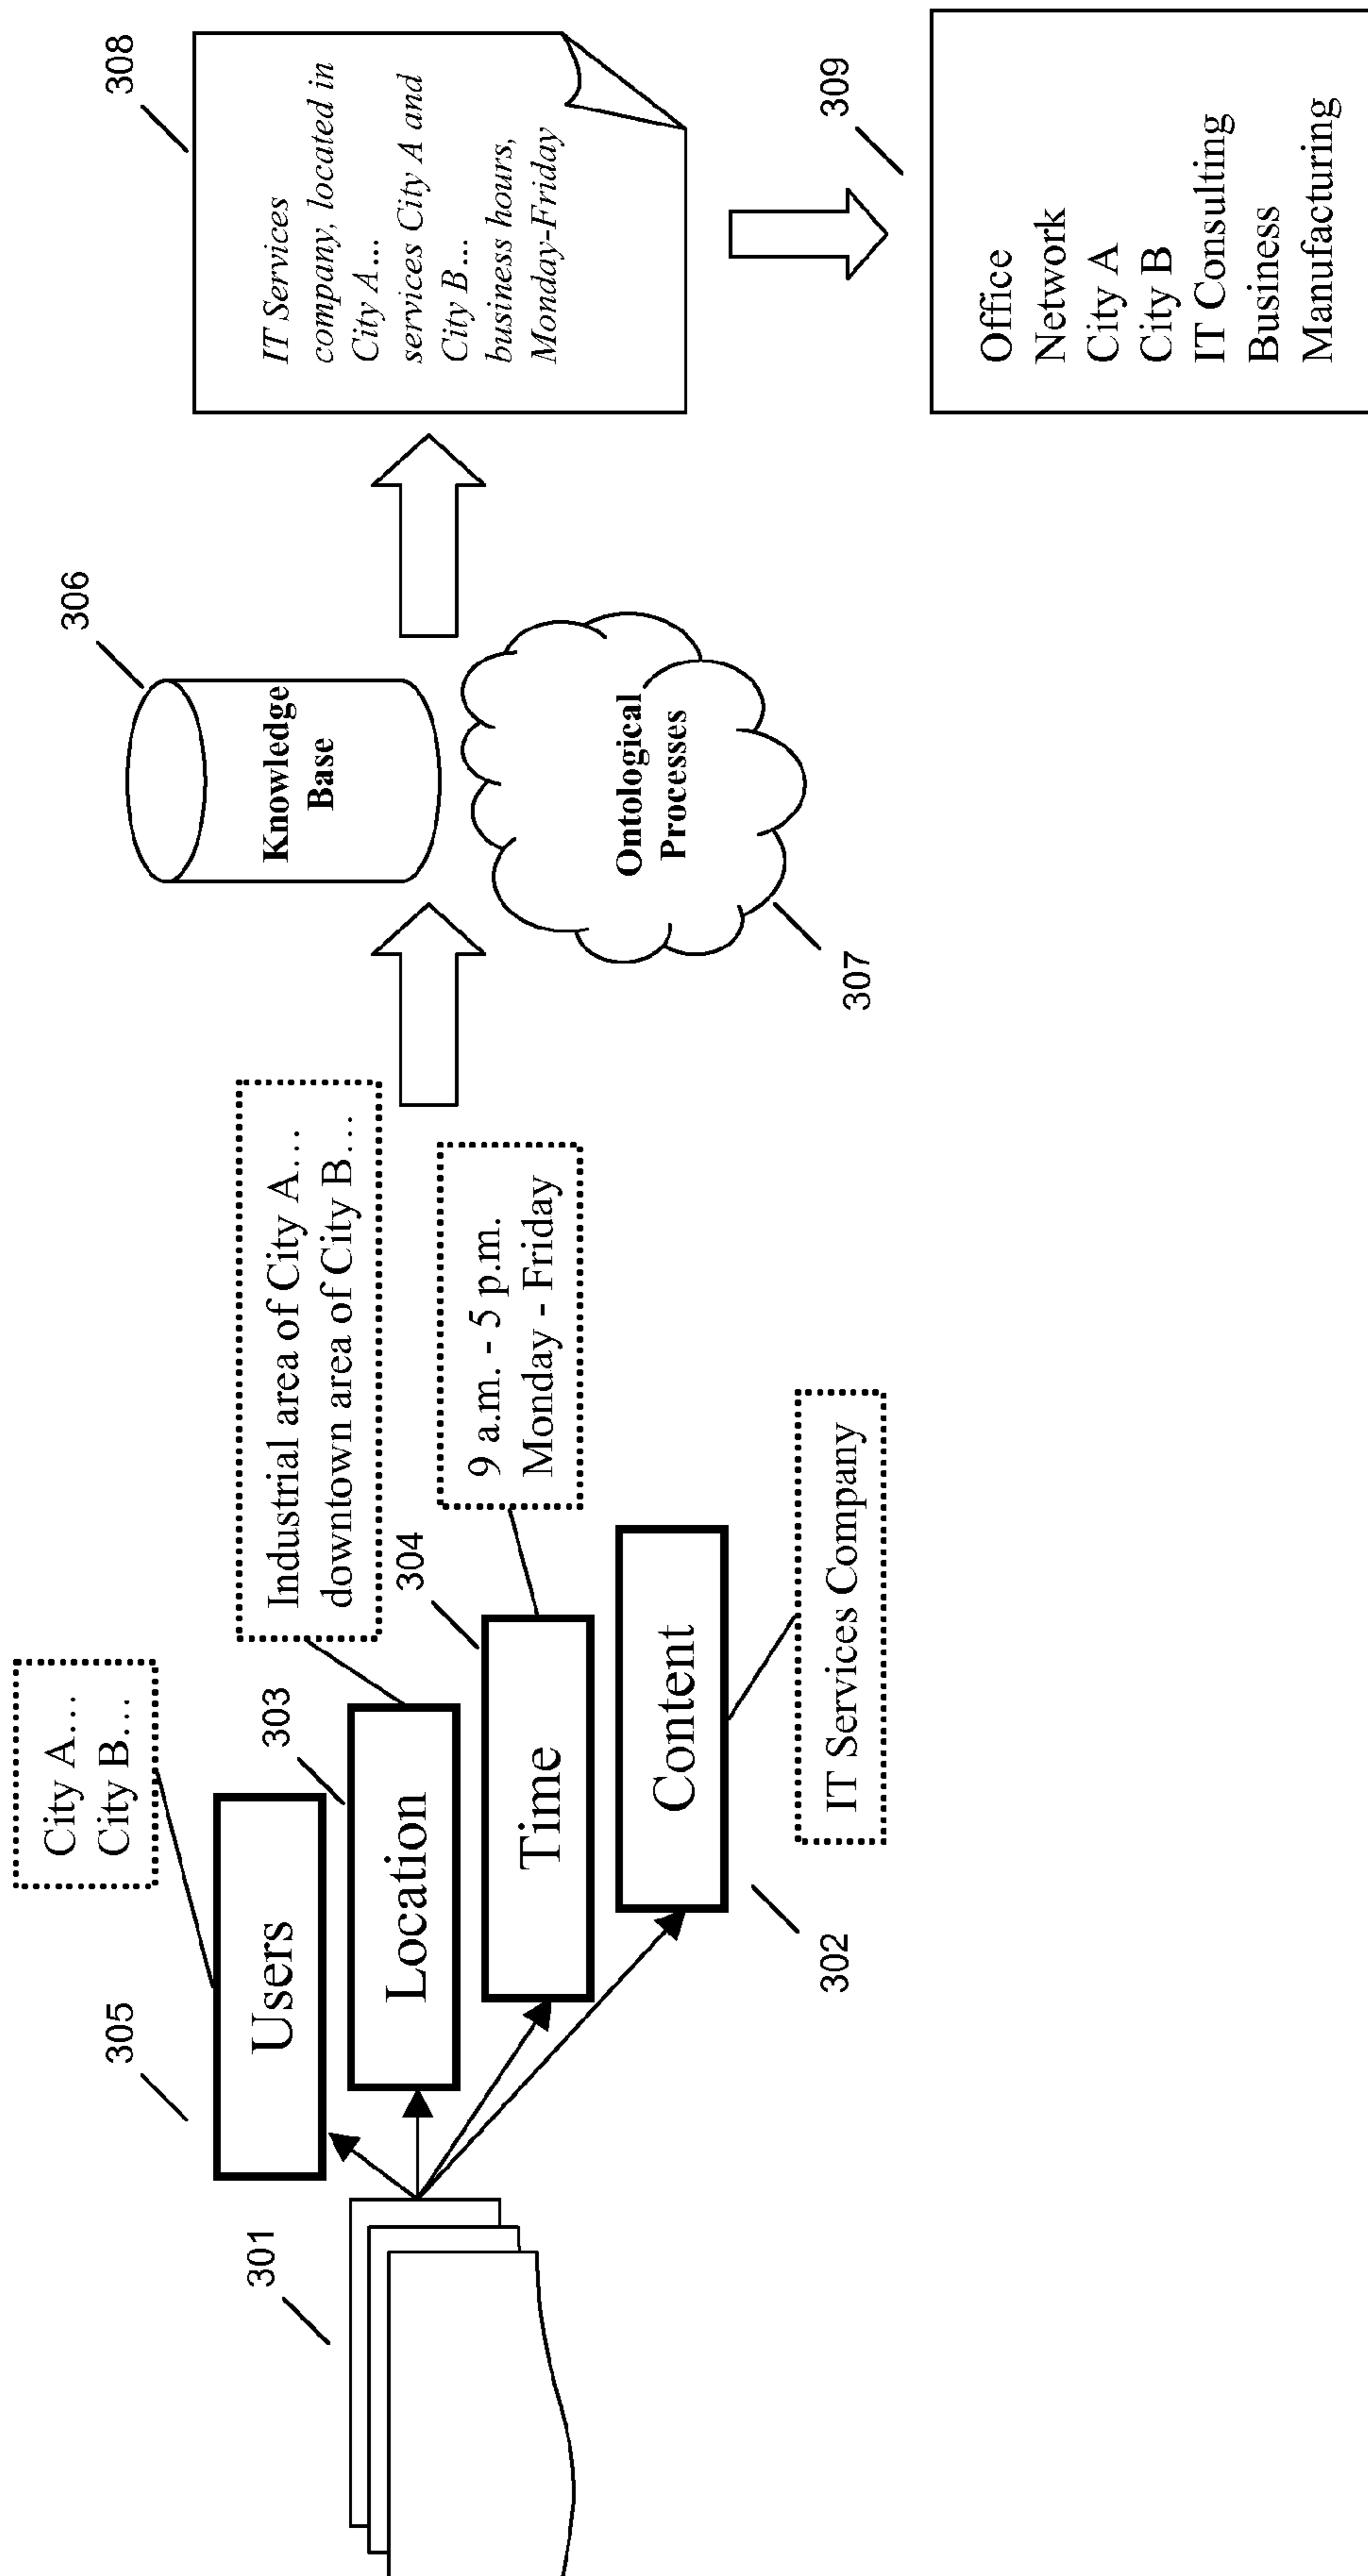 301
305
Users
City A...
City B...
303
Location
Industrial area of City A...
downtown area of City B...
304
Time
9 a.m. - 5 p.m.
Monday - Friday
302
Content
IT Services Company
306
Knowledge
Base
307
Ontological
Processes
308
IT Services
company, located in
City A...
services City A and
City B...
business hours,
Monday-Friday
309
Office
Network
City A
City B
IT Consulting
Business
Manufacturing